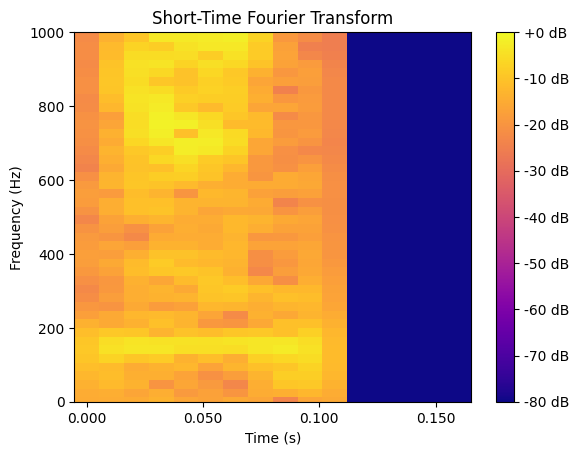 Short-Time Fourier Transform
1000
800
600
400
200
0
Frequency (Hz)
0.000
0.050
0.100
0.150
Time (s)
+0 dB
-10 dB
-20 dB
-30 dB
-40 dB
-50 dB
-60 dB
-70 dB
-80 dB